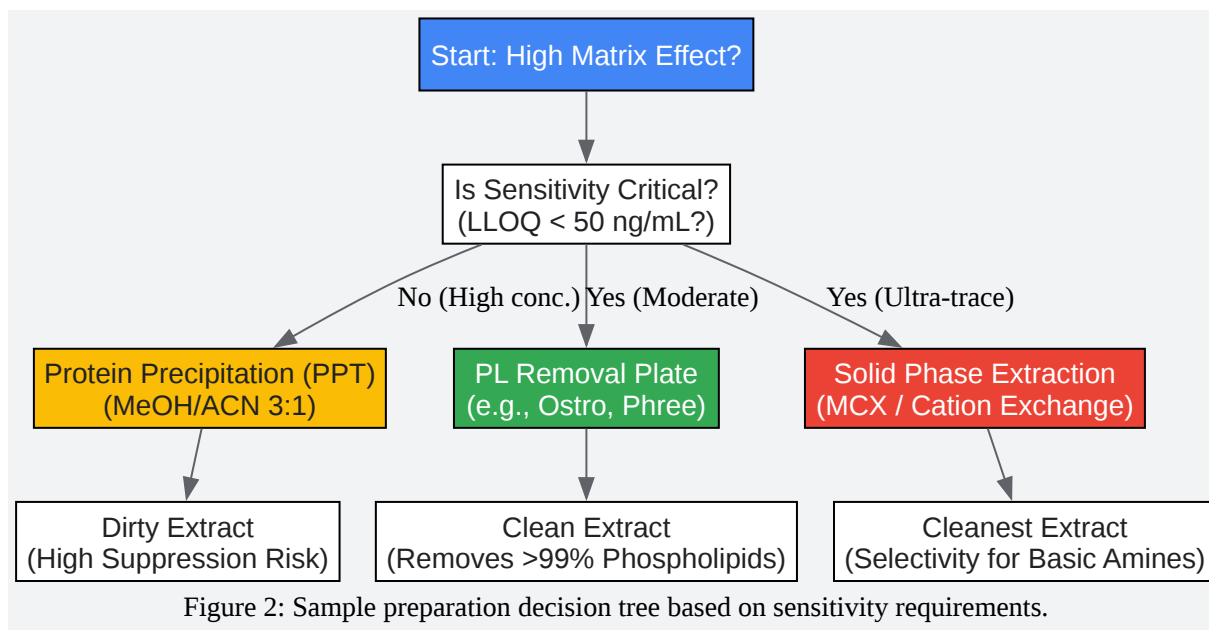 Start: High Matrix Effect?
Is Sensitivity Critical?
(LLOQ < 50 ng/mL?)
No (High conc.)
Yes (Moderate)
Yes (Ultra-trace)
Protein Precipitation (PPT)
(MeOH/ACN 3:1)
PL Removal Plate
(e.g., Ostro, Phree)
Solid Phase Extraction
(MCX / Cation Exchange)
Dirty Extract
(High Suppression Risk)
Clean Extract
(Removes >99% Phospholipids)
Cleanest Extract
(Selectivity for Basic Amines)
Figure 2: Sample preparation decision tree based on sensitivity requirements.